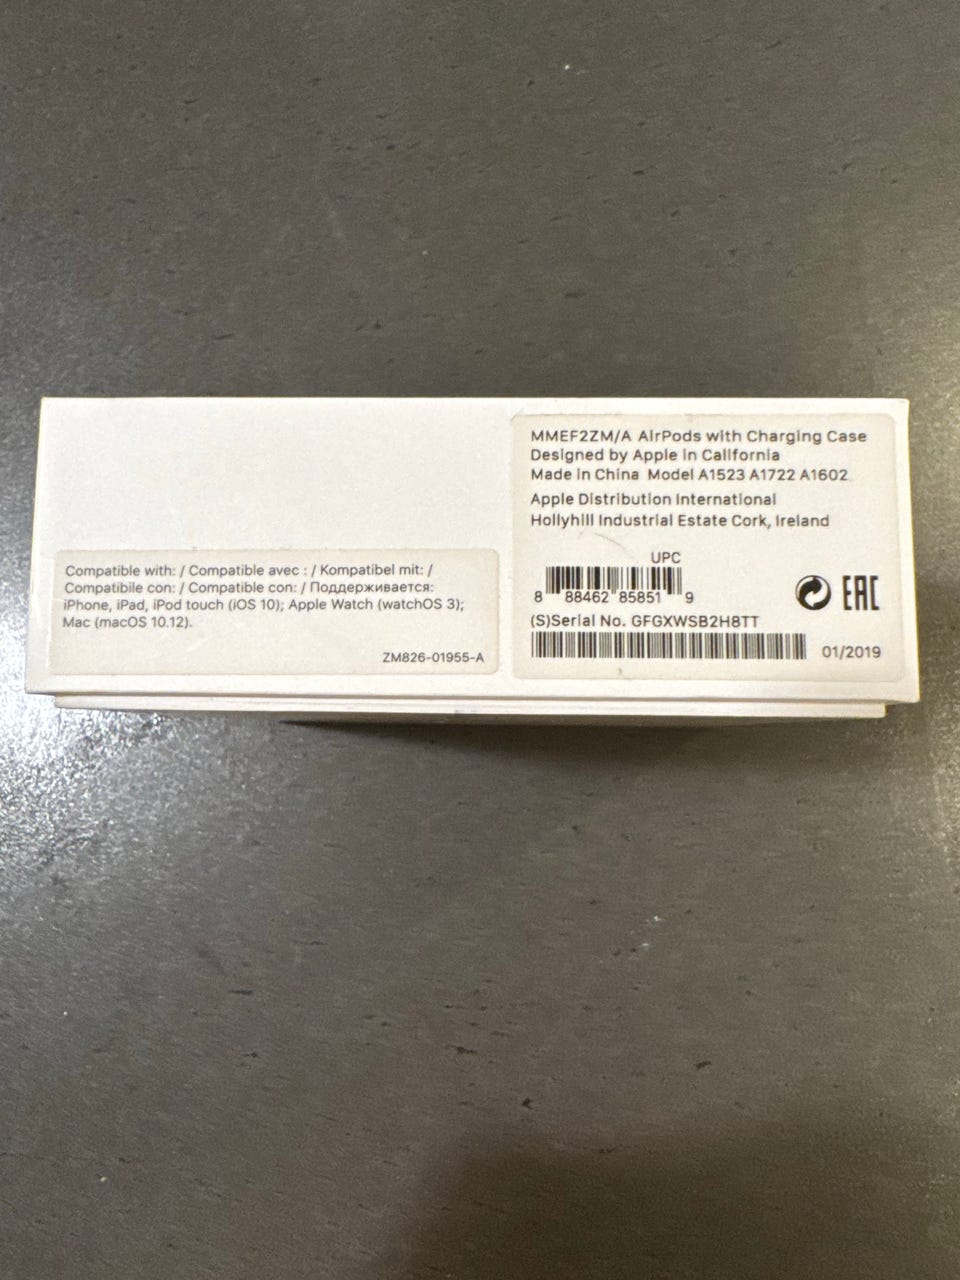 MMEF2ZM/A AirPods with Charging Case
Designed by Apple in California
Made in China Model A1523 A1722 A1602
Apple Distribution International
Hollyhill Industrial Estate Cork, Ireland
UPC
8 88462 85851 9
(S)Serial No. GFGXWSB2H8TT
EAC
01/2019
Compatible with: / Compatible avec : / Kompatibel mit: /
Compatibile con: / Compatible con: / Поддерживается:
iPhone, iPad, iPod touch (iOS 10); Apple Watch (watchOS 3);
Mac (macOS 10.12).
ZM826-01955-A